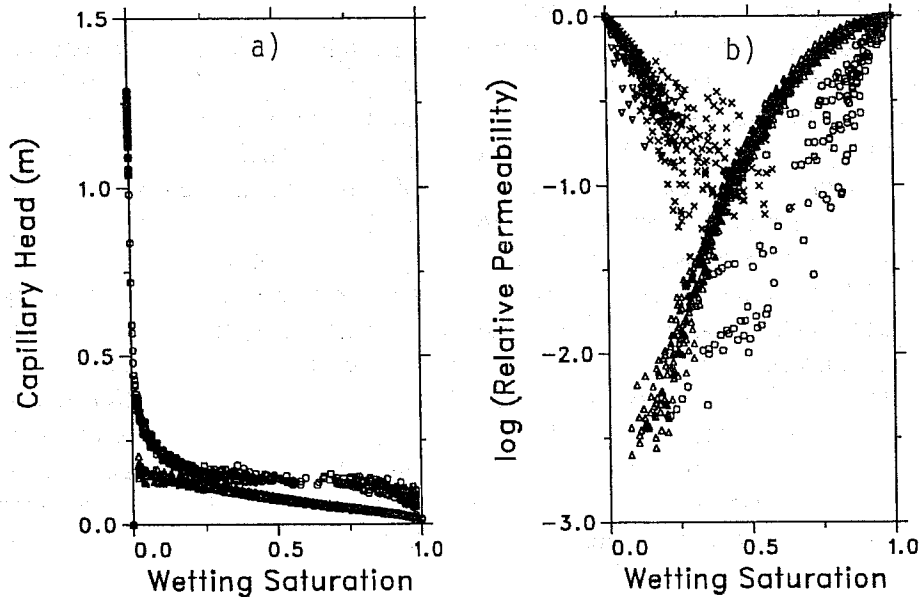 a)
Capillary Head (m)
1.5
1.0
0.5
0.0
0.0 0.5 1.0
Wetting Saturation
b)
log (Relative Permeability)
0.0
−1.0
−2.0
−3.0
0.0 0.5 1.0
Wetting Saturation